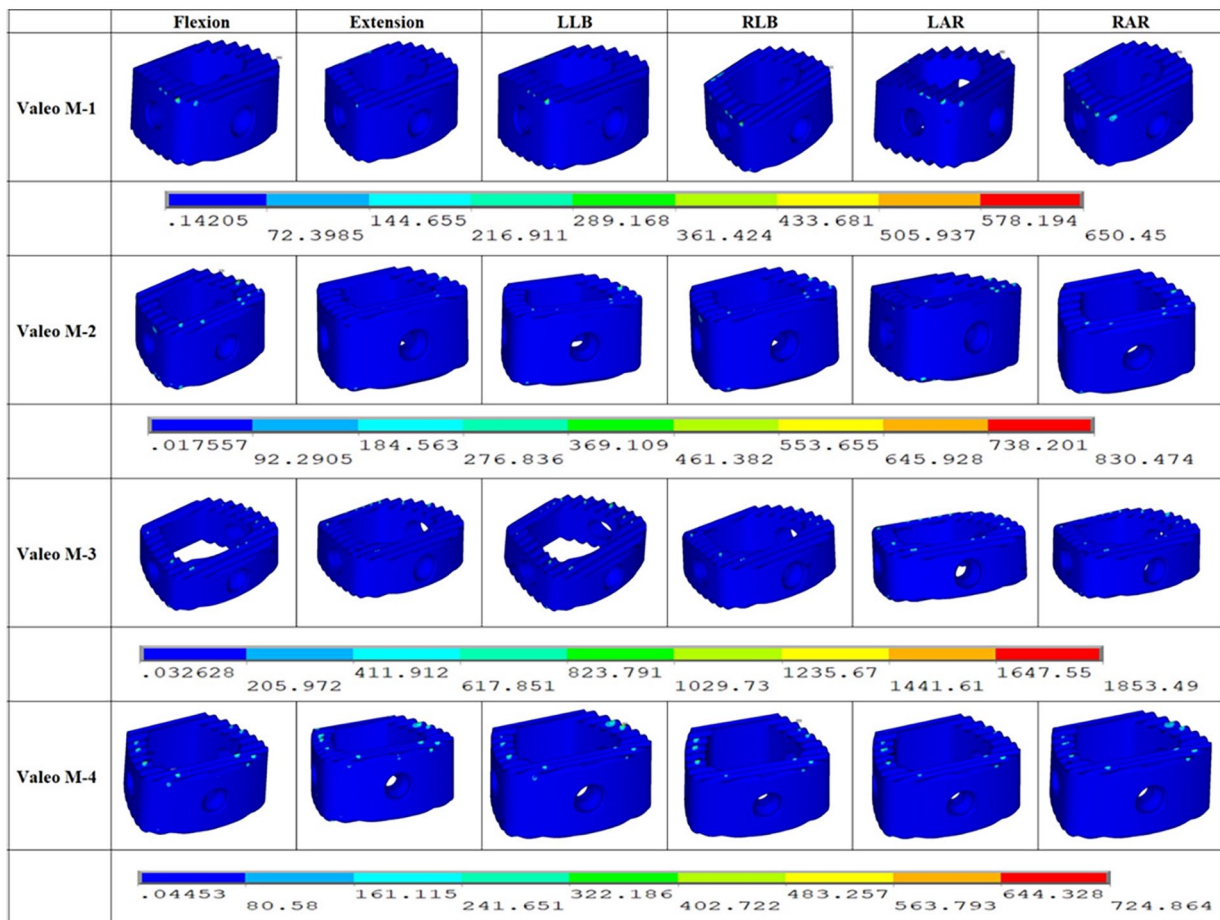 Flexion Extension LLB RLB LAR RAR
Valeo M-1
.14205 144.655 289.168 433.681 578.194
72.3985 216.911 361.424 505.937 650.45
Valeo M-2
.017557 184.563 369.109 553.655 738.201
92.2905 276.836 461.382 645.928 830.474
Valeo M-3
.032628 411.912 823.791 1235.67 1647.55
205.972 617.851 1029.73 1441.61 1853.49
Valeo M-4
.04453 161.115 322.186 483.257 644.328
80.58 241.651 402.722 563.793 724.864